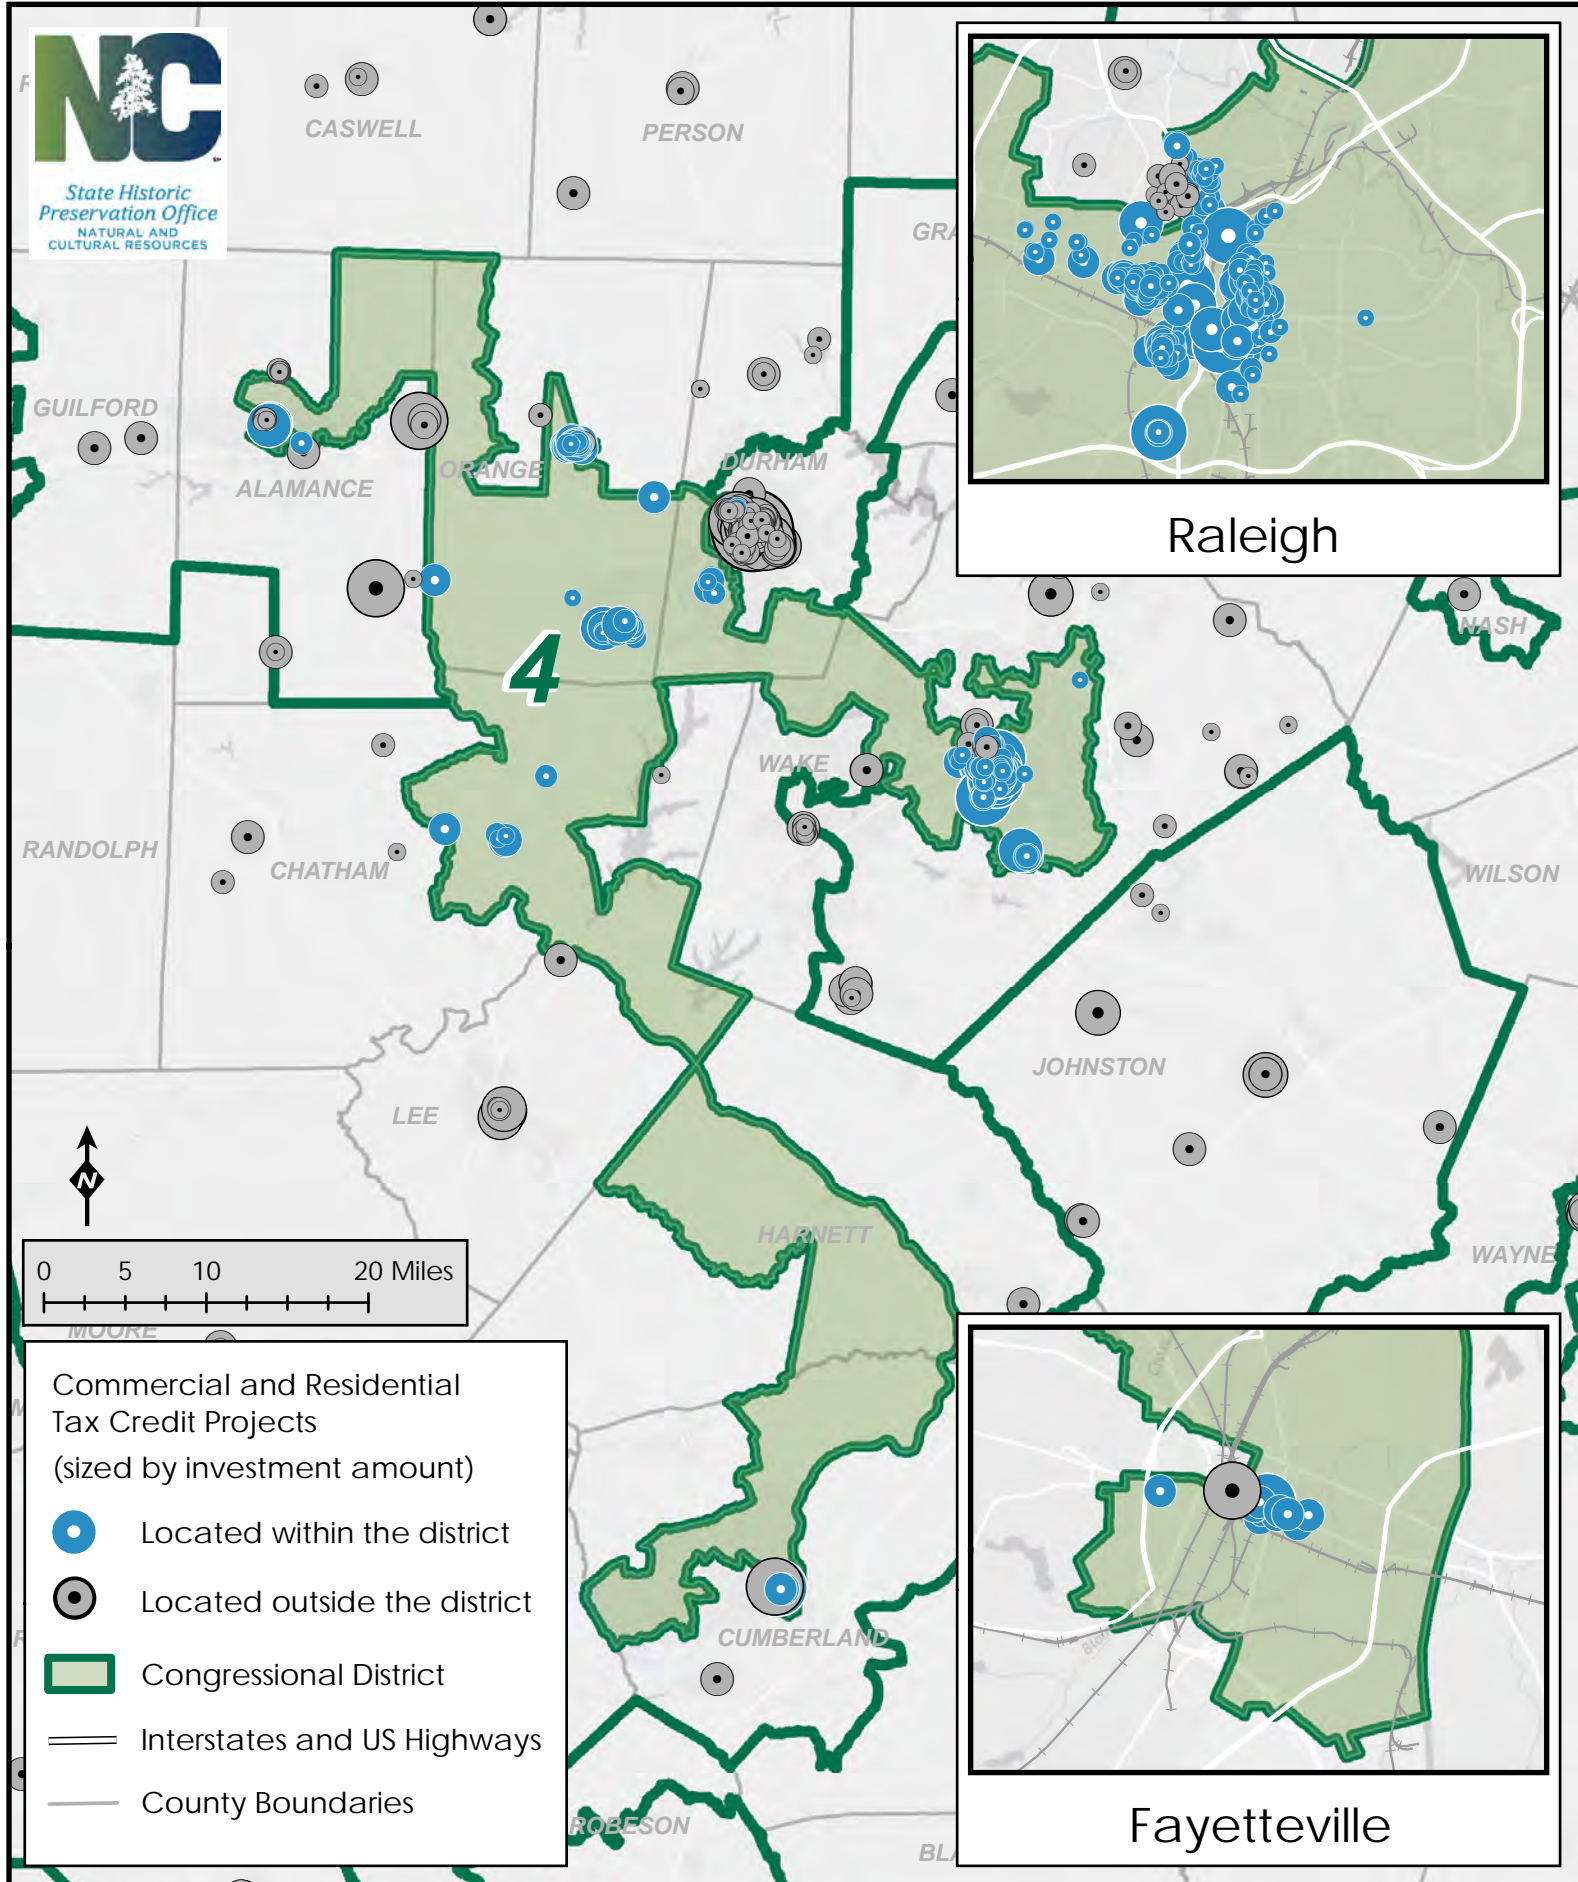 NC
State Historic
Preservation Office
NATURAL AND
CULTURAL RESOURCES
CASWELL
PERSON
GUILFORD
ALAMANCE
ORANGE
DURHAM
NASH
4
WAKE
RANDOLPH
CHATHAM
WILSON
LEE
JOHNSTON
HARNETT
WAYNE
N
0 5 10 20 Miles
MOORE
CUMBERLAND
ROBESON
Raleigh
Fayetteville
Commercial and Residential
Tax Credit Projects
(sized by investment amount)
Located within the district
Located outside the district
Congressional District
Interstates and US Highways
County Boundaries